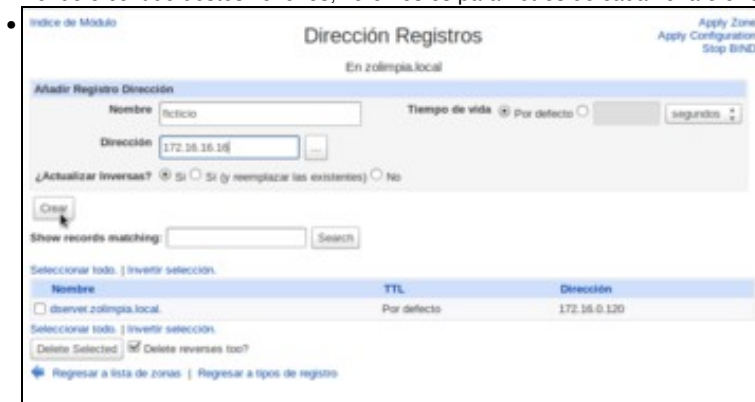 Índice de Módulo
Apply Zone
Apply Configuration
Stop BIND
Dirección Registros
En zolimpia.local
Añadir Registro Dirección
Nombre ficticio Tiempo de vida Por defecto segundos
Dirección 172.16.16.16 ...
¿Actualizar Inversas? Si Si (y reemplazar las existentes) No
Crear
Show records matching: Search
Seleccionar todo. | Invertir selección.
Nombre TTL Dirección
dserver.zolimpia.local. Por defecto 172.16.0.120
Seleccionar todo. | Invertir selección.
Delete Selected Delete reverses too?
Regresar a lista de zonas | Regresar a tipos de registro